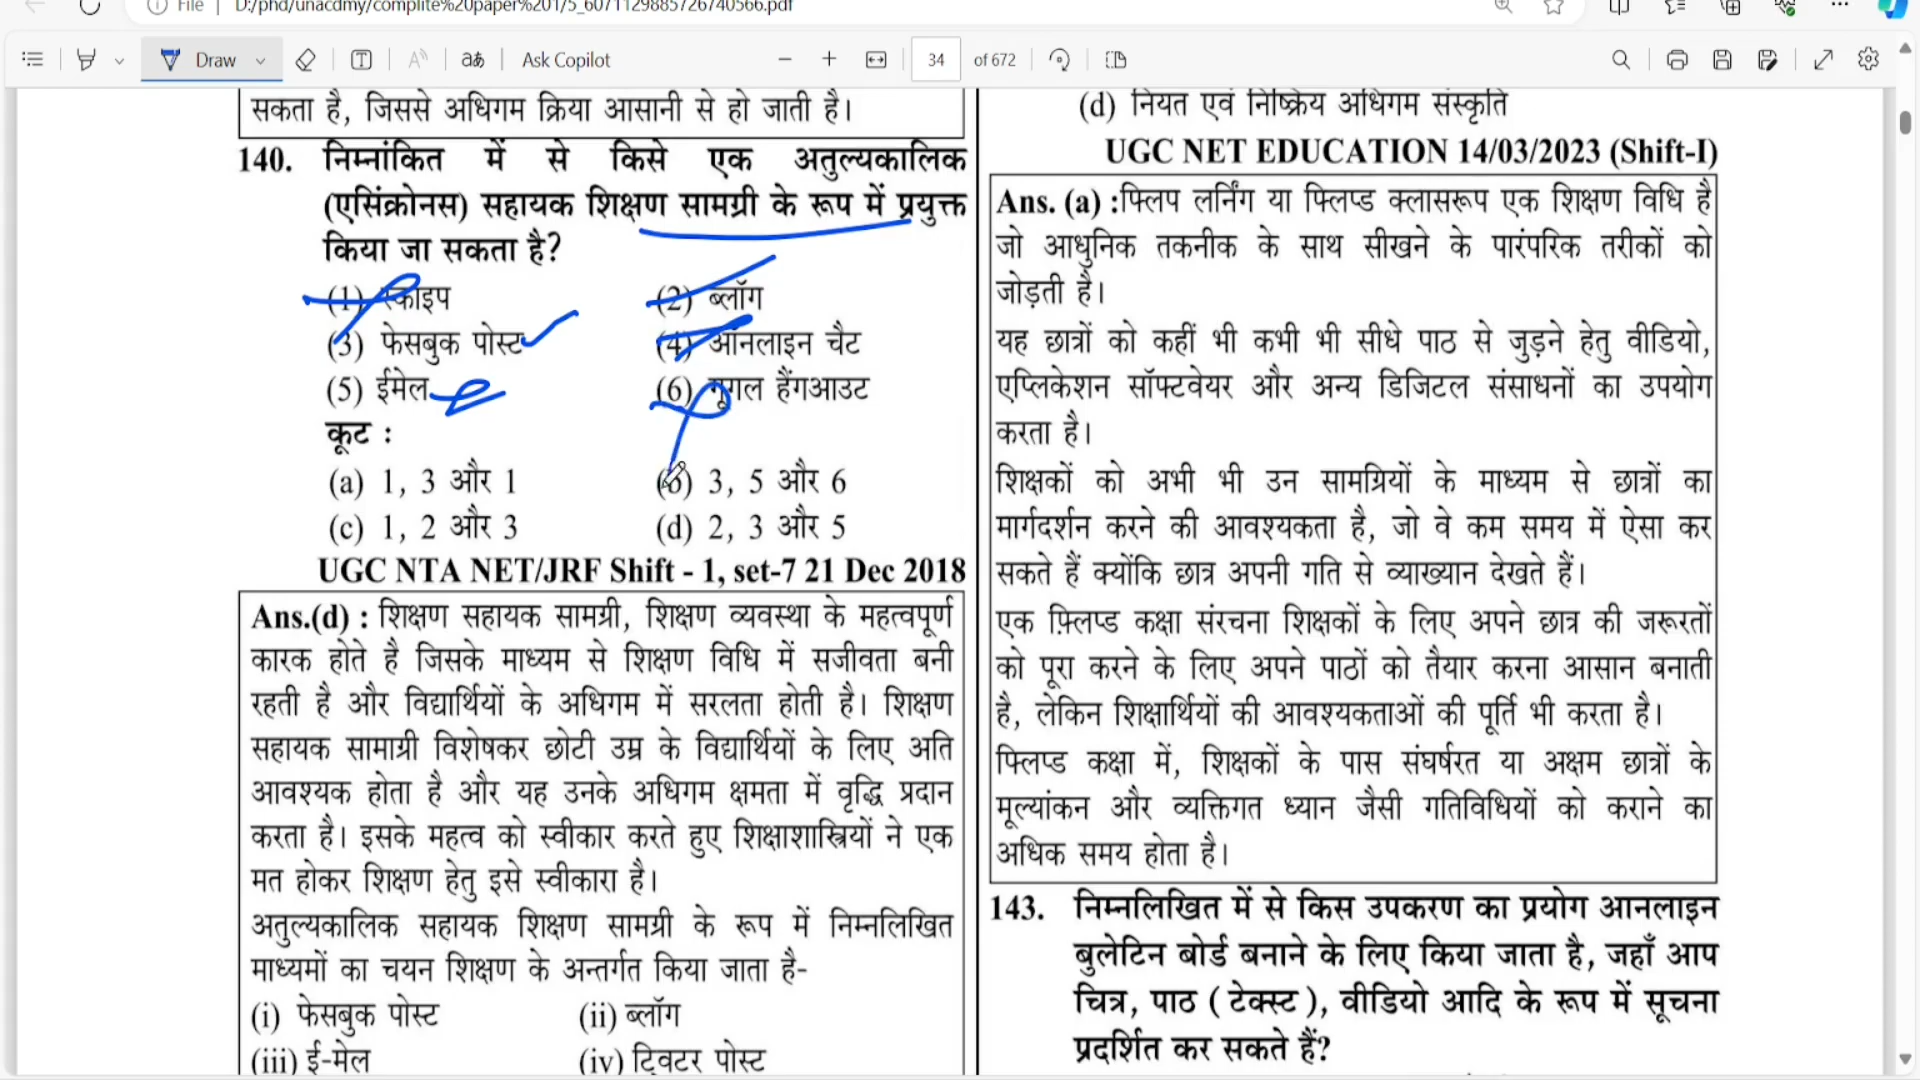 File | D:/phd/unacdmy/complite%20paper%201/5_6071129885726740566.pdf
Draw
Ask Copilot
34 of 672
सकता है, जिससे अधिगम क्रिया आसानी से हो जाती है।
140. निम्नांकित में से किसे एक अतुल्यकालिक
(एसिंक्रोनस) सहायक शिक्षण सामग्री के रूप में प्रयुक्त
किया जा सकता है?
(1) स्काइप (2) ब्लॉग
(3) फेसबुक पोस्ट (4) ऑनलाइन चैट
(5) ईमेल (6) गूगल हैंगआउट
कूट :
(a) 1, 3 और 1 (b) 3, 5 और 6
(c) 1, 2 और 3 (d) 2, 3 और 5
UGC NTA NET/JRF Shift - 1, set-7 21 Dec 2018
Ans.(d) : शिक्षण सहायक सामग्री, शिक्षण व्यवस्था के महत्वपूर्ण
कारक होते है जिसके माध्यम से शिक्षण विधि में सजीवता बनी
रहती है और विद्यार्थियों के अधिगम में सरलता होती है। शिक्षण
सहायक सामाग्री विशेषकर छोटी उम्र के विद्यार्थियों के लिए अति
आवश्यक होता है और यह उनके अधिगम क्षमता में वृद्धि प्रदान
करता है। इसके महत्व को स्वीकार करते हुए शिक्षाशास्त्रियों ने एक
मत होकर शिक्षण हेतु इसे स्वीकारा है।
अतुल्यकालिक सहायक शिक्षण सामग्री के रूप में निम्नलिखित
माध्यमों का चयन शिक्षण के अन्तर्गत किया जाता है-
(i) फेसबुक पोस्ट (ii) ब्लॉग
(iii) ई-मेल (iv) ट्विटर पोस्ट
(d) नियत एवं निष्क्रिय अधिगम संस्कृति
UGC NET EDUCATION 14/03/2023 (Shift-I)
Ans. (a) :फ्लिप लर्निंग या फ्लिप्ड क्लासरूप एक शिक्षण विधि है
जो आधुनिक तकनीक के साथ सीखने के पारंपरिक तरीकों को
जोड़ती है।
यह छात्रों को कहीं भी कभी भी सीधे पाठ से जुड़ने हेतु वीडियो,
एप्लिकेशन सॉफ्टवेयर और अन्य डिजिटल संसाधनों का उपयोग
करता है।
शिक्षकों को अभी भी उन सामग्रियों के माध्यम से छात्रों का
मार्गदर्शन करने की आवश्यकता है, जो वे कम समय में ऐसा कर
सकते हैं क्योंकि छात्र अपनी गति से व्याख्यान देखते हैं।
एक फ़्लिप्ड कक्षा संरचना शिक्षकों के लिए अपने छात्र की जरूरतों
को पूरा करने के लिए अपने पाठों को तैयार करना आसान बनाती
है, लेकिन शिक्षार्थियों की आवश्यकताओं की पूर्ति भी करता है।
फ्लिप्ड कक्षा में, शिक्षकों के पास संघर्षरत या अक्षम छात्रों के
मूल्यांकन और व्यक्तिगत ध्यान जैसी गतिविधियों को कराने का
अधिक समय होता है।
143. निम्नलिखित में से किस उपकरण का प्रयोग आनलाइन
बुलेटिन बोर्ड बनाने के लिए किया जाता है, जहाँ आप
चित्र, पाठ ( टेक्स्ट ), वीडियो आदि के रूप में सूचना
प्रदर्शित कर सकते हैं?